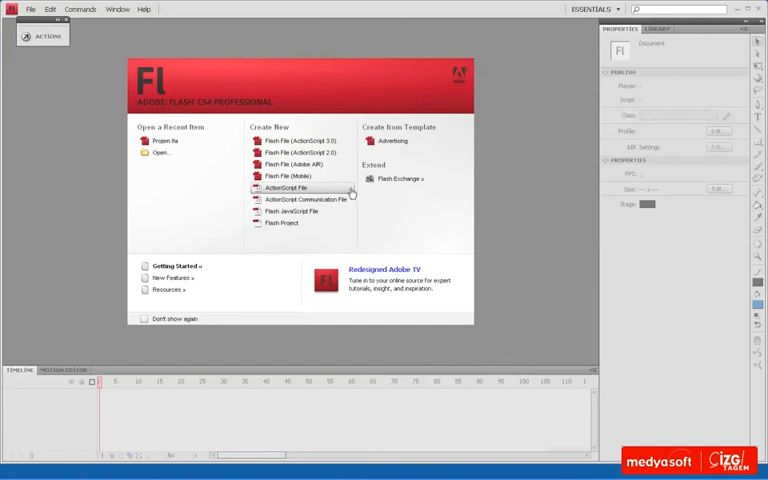 File Edit Commands Window Help
ESSENTIALS
ACTIONS
PROPERTIES LIBRARY
Document
PUBLISH
Player: -
Script: -
Class:
Profile: Edit...
AIR Settings Edit...
PROPERTIES
FPS: -
Size: --- x --- Edit...
Stage:
Fl
ADOBE FLASH CS4 PROFESSIONAL
Open a Recent Item
Projem.fla
Open...
Create New
Flash File (ActionScript 3.0)
Flash File (ActionScript 2.0)
Flash File (Adobe AIR)
Flash File (Mobile)
ActionScript File
ActionScript Communication File
Flash JavaScript File
Flash Project
Create from Template
Advertising
Extend
Flash Exchange »
Getting Started »
New Features »
Resources »
Fl
Redesigned Adobe TV
Tune in to your online source for expert
tutorials, insight, and inspiration.
Don't show again
TIMELINE MOTION EDITOR
5 10 15 20 25 30 35 40 45 50 55 60 65 70 75 80 85 90 95 100 105 110 1
medyasoft
ÇİZGİ
TAGEM